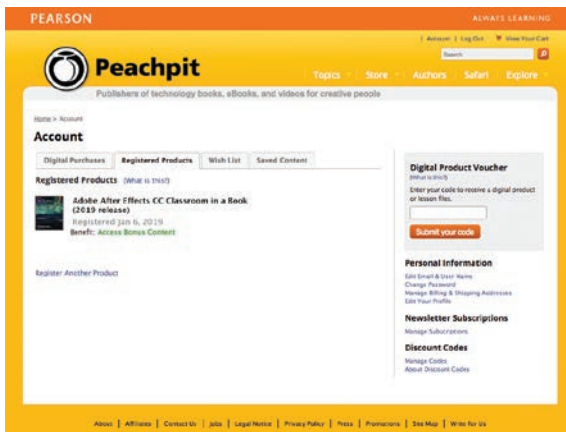 PEARSON
ALWAYS LEARNING
| Account | Log Out View Your Cart
Search
Peachpit
Topics Store Authors Safari Explore
Publishers of technology books, eBooks, and videos for creative people
Home > Account
Account
Digital Purchases Registered Products Wish List Saved Content
Registered Products (What is this?)
Adobe After Effects CC Classroom in a Book
(2019 release)
Registered Jan 6, 2019
Benefit: Access Bonus Content
Register Another Product
Digital Product Voucher
(What is this?)
Enter your code to receive a digital product
or lesson files.
Submit your code
Personal Information
Edit Email & User Name
Change Password
Manage Billing & Shipping Addresses
Edit Your Profile
Newsletter Subscriptions
Manage Subscriptions
Discount Codes
Manage Codes
About Discount Codes
About | Affiliates | Contact Us | Jobs | Legal Notice | Privacy Policy | Press | Promotions | Site Map | Write for Us